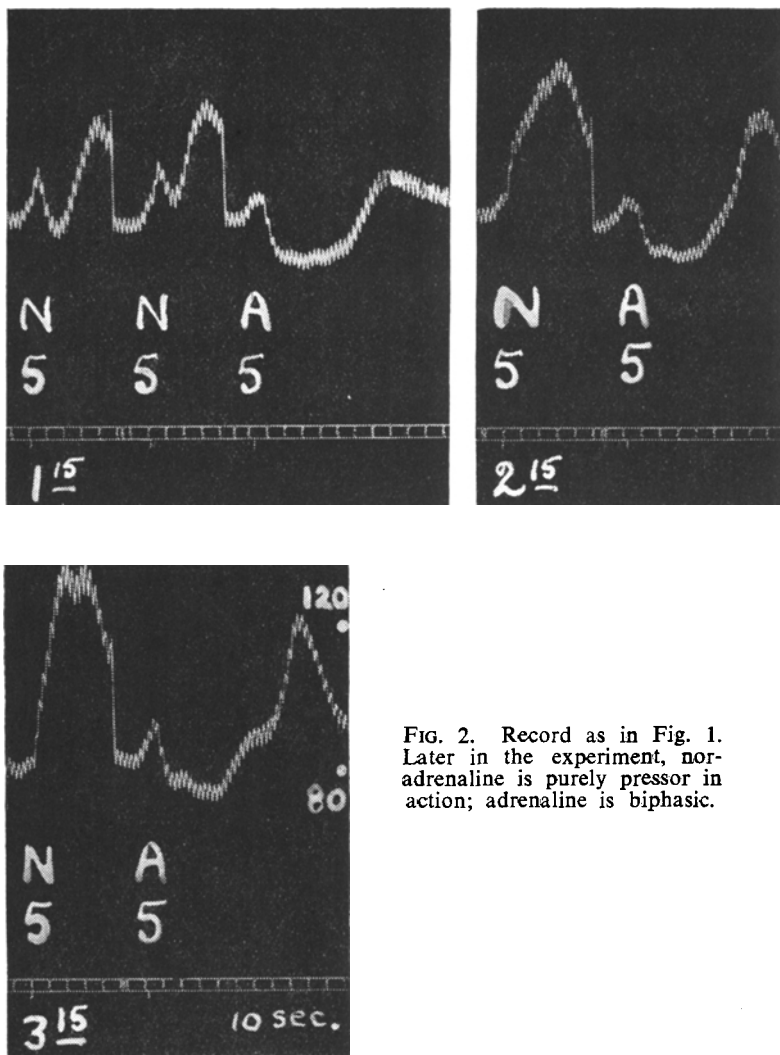 N N A
5 5 5
1 15
N A
5 5
2 15
120
80
N A
5 5
3 15 10 sec.
FIG. 2. Record as in Fig. 1.
Later in the experiment, nor-
adrenaline is purely pressor in
action; adrenaline is biphasic.